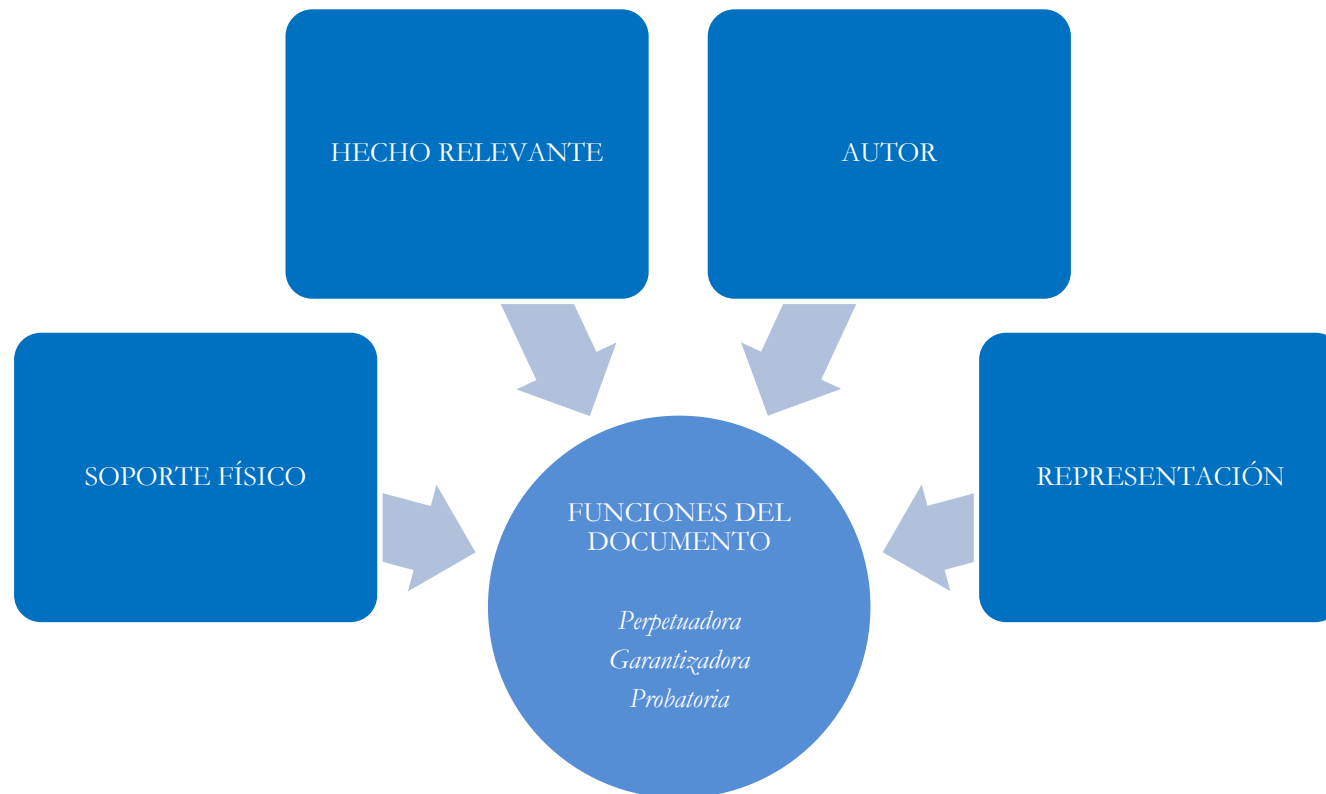 HECHO RELEVANTE
AUTOR
SOPORTE FÍSICO
REPRESENTACIÓN
FUNCIONES DEL
DOCUMENTO
Perpetuadora
Garantizadora
Probatoria